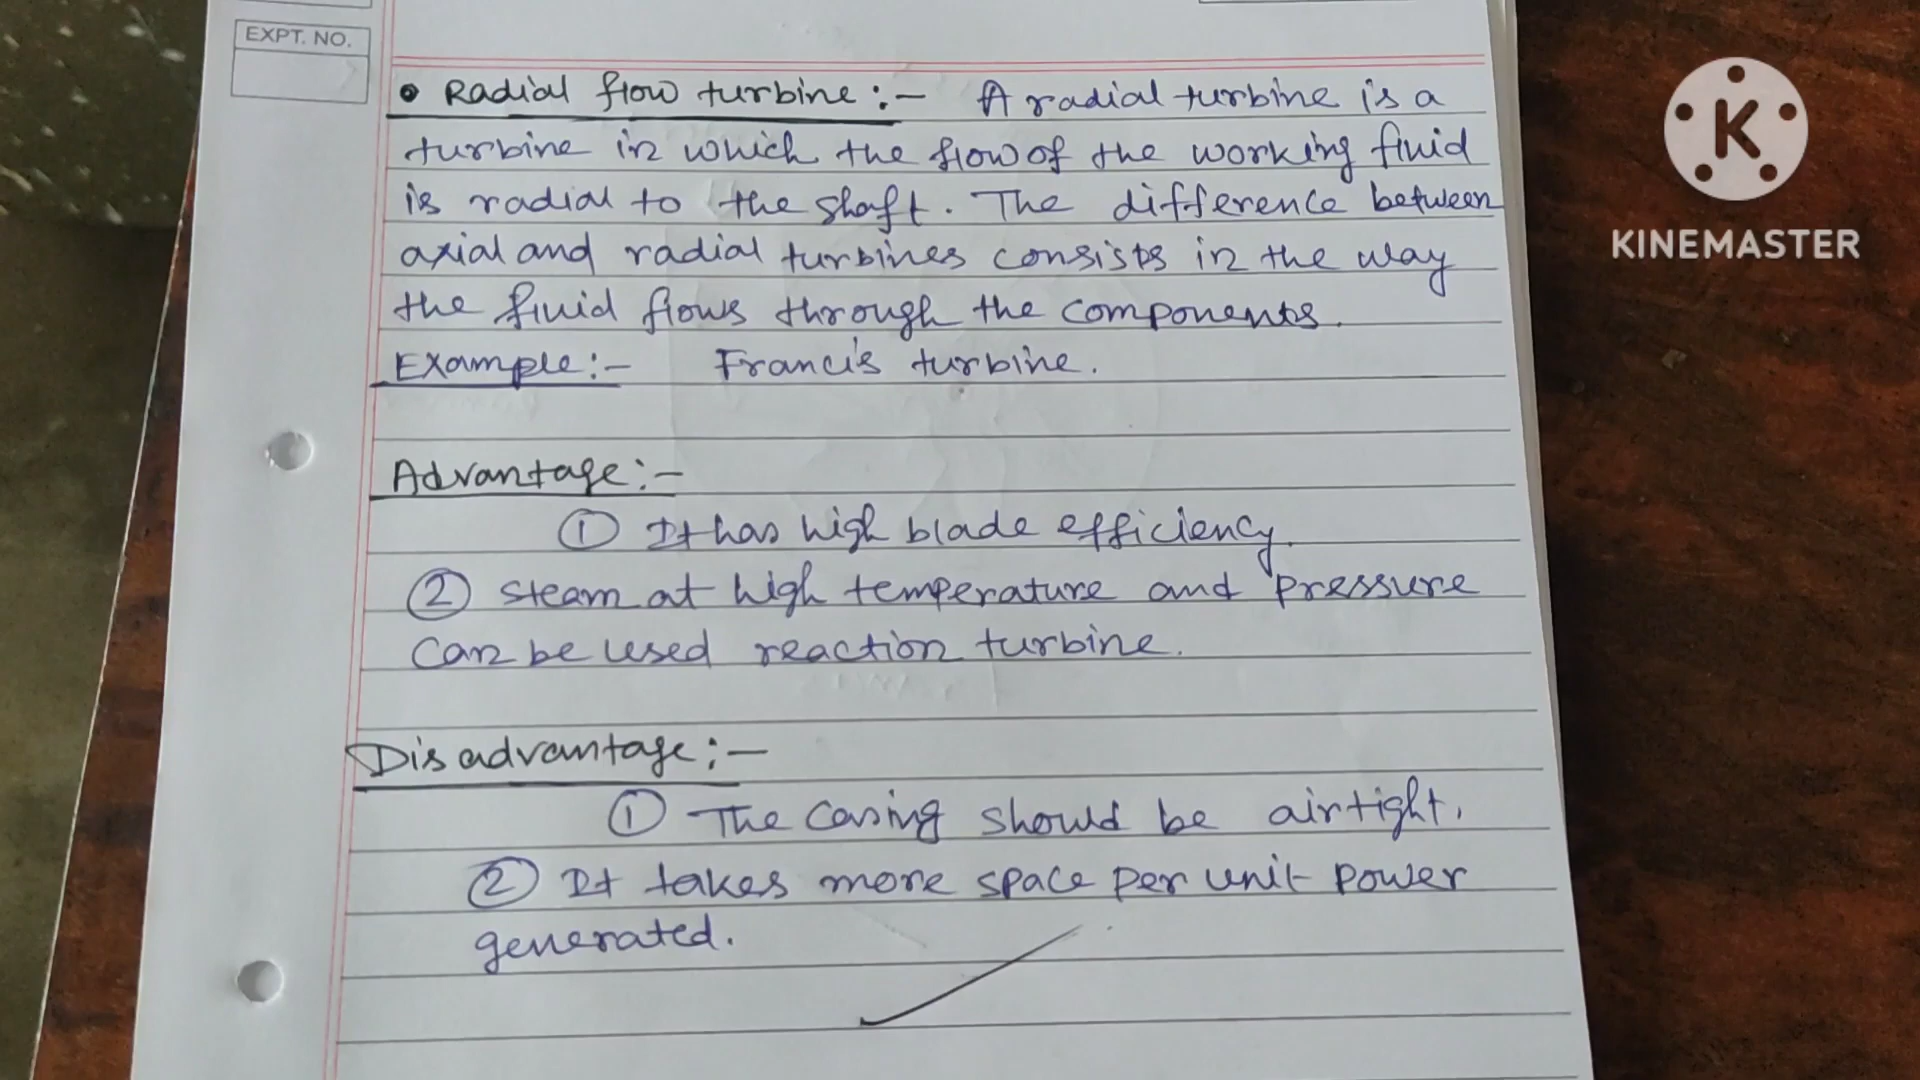 EXPT. NO.
• Radial flow turbine :- A radial turbine is a
turbine in which the flow of the working fluid
is radial to the shaft. The difference between
axial and radial turbines consists in the way
the fluid flows through the components.
Example:- Francis turbine.
Advantage:-
① It has high blade efficiency.
② steam at high temperature and pressure
can be used reaction turbine.
Disadvantage:-
① The casing should be airtight.
② It takes more space per unit power
generated.
K
KINEMASTER